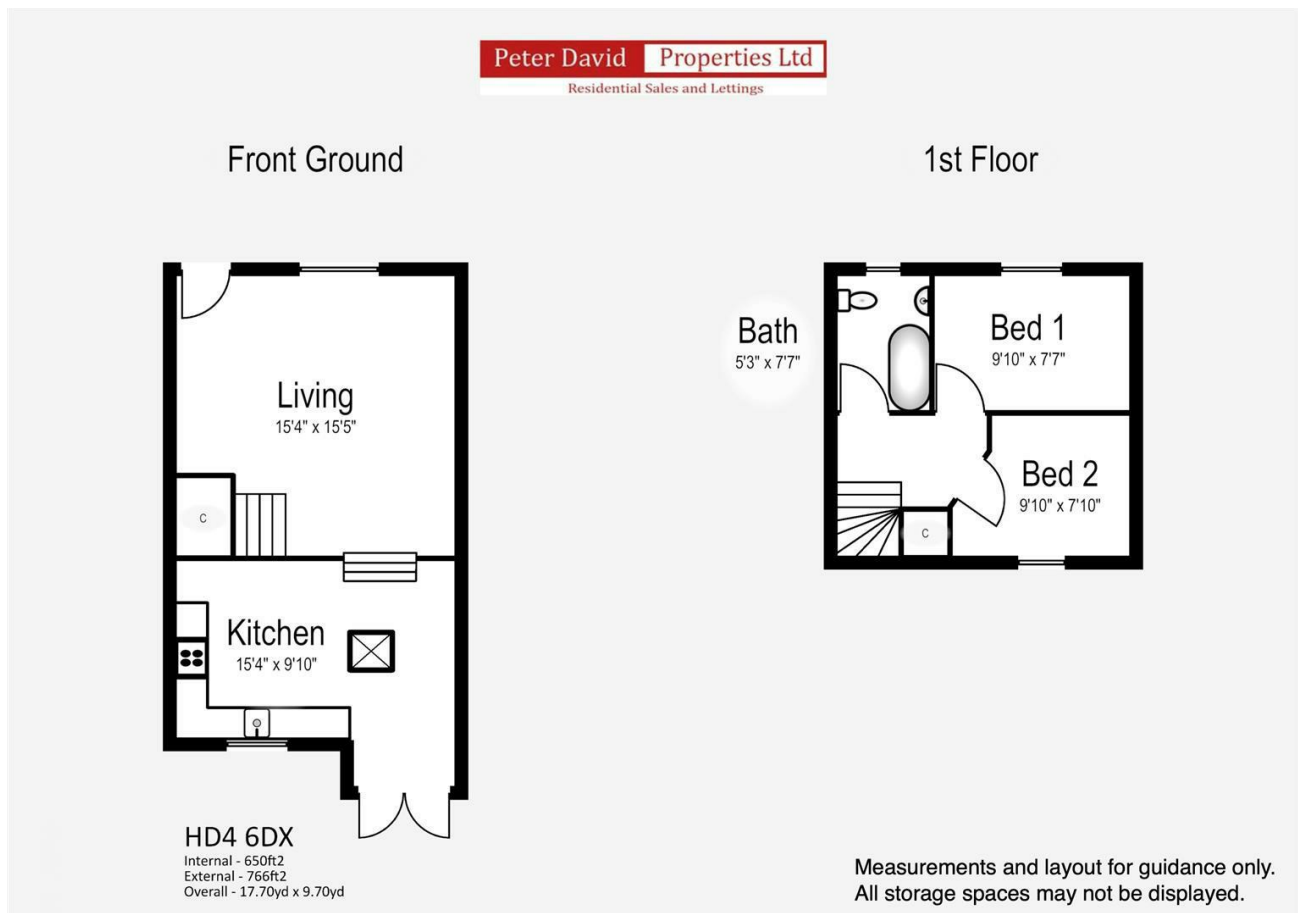 Peter David Properties Ltd
Residential Sales and Lettings
Front Ground
1st Floor
Living
15'4" x 15'5"
C
Kitchen
15'4" x 9'10"
Bath
5'3" x 7'7"
Bed 1
9'10" x 7'7"
Bed 2
9'10" x 7'10"
C
HD4 6DX
Internal - 650ft2
External - 766ft2
Overall - 17.70yd x 9.70yd
Measurements and layout for guidance only.
All storage spaces may not be displayed.